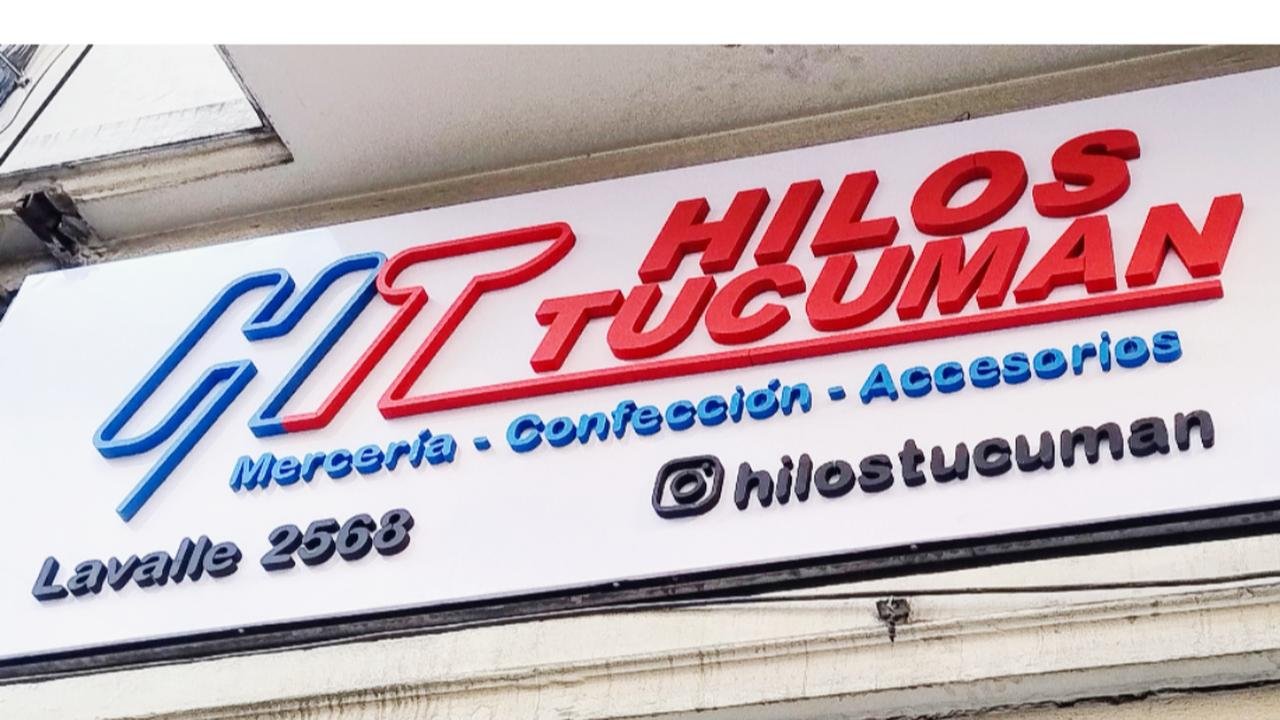 HT
HILOS
TUCUMAN
Mercería - Confección - Accesorios
hilostucuman
Lavalle 2568